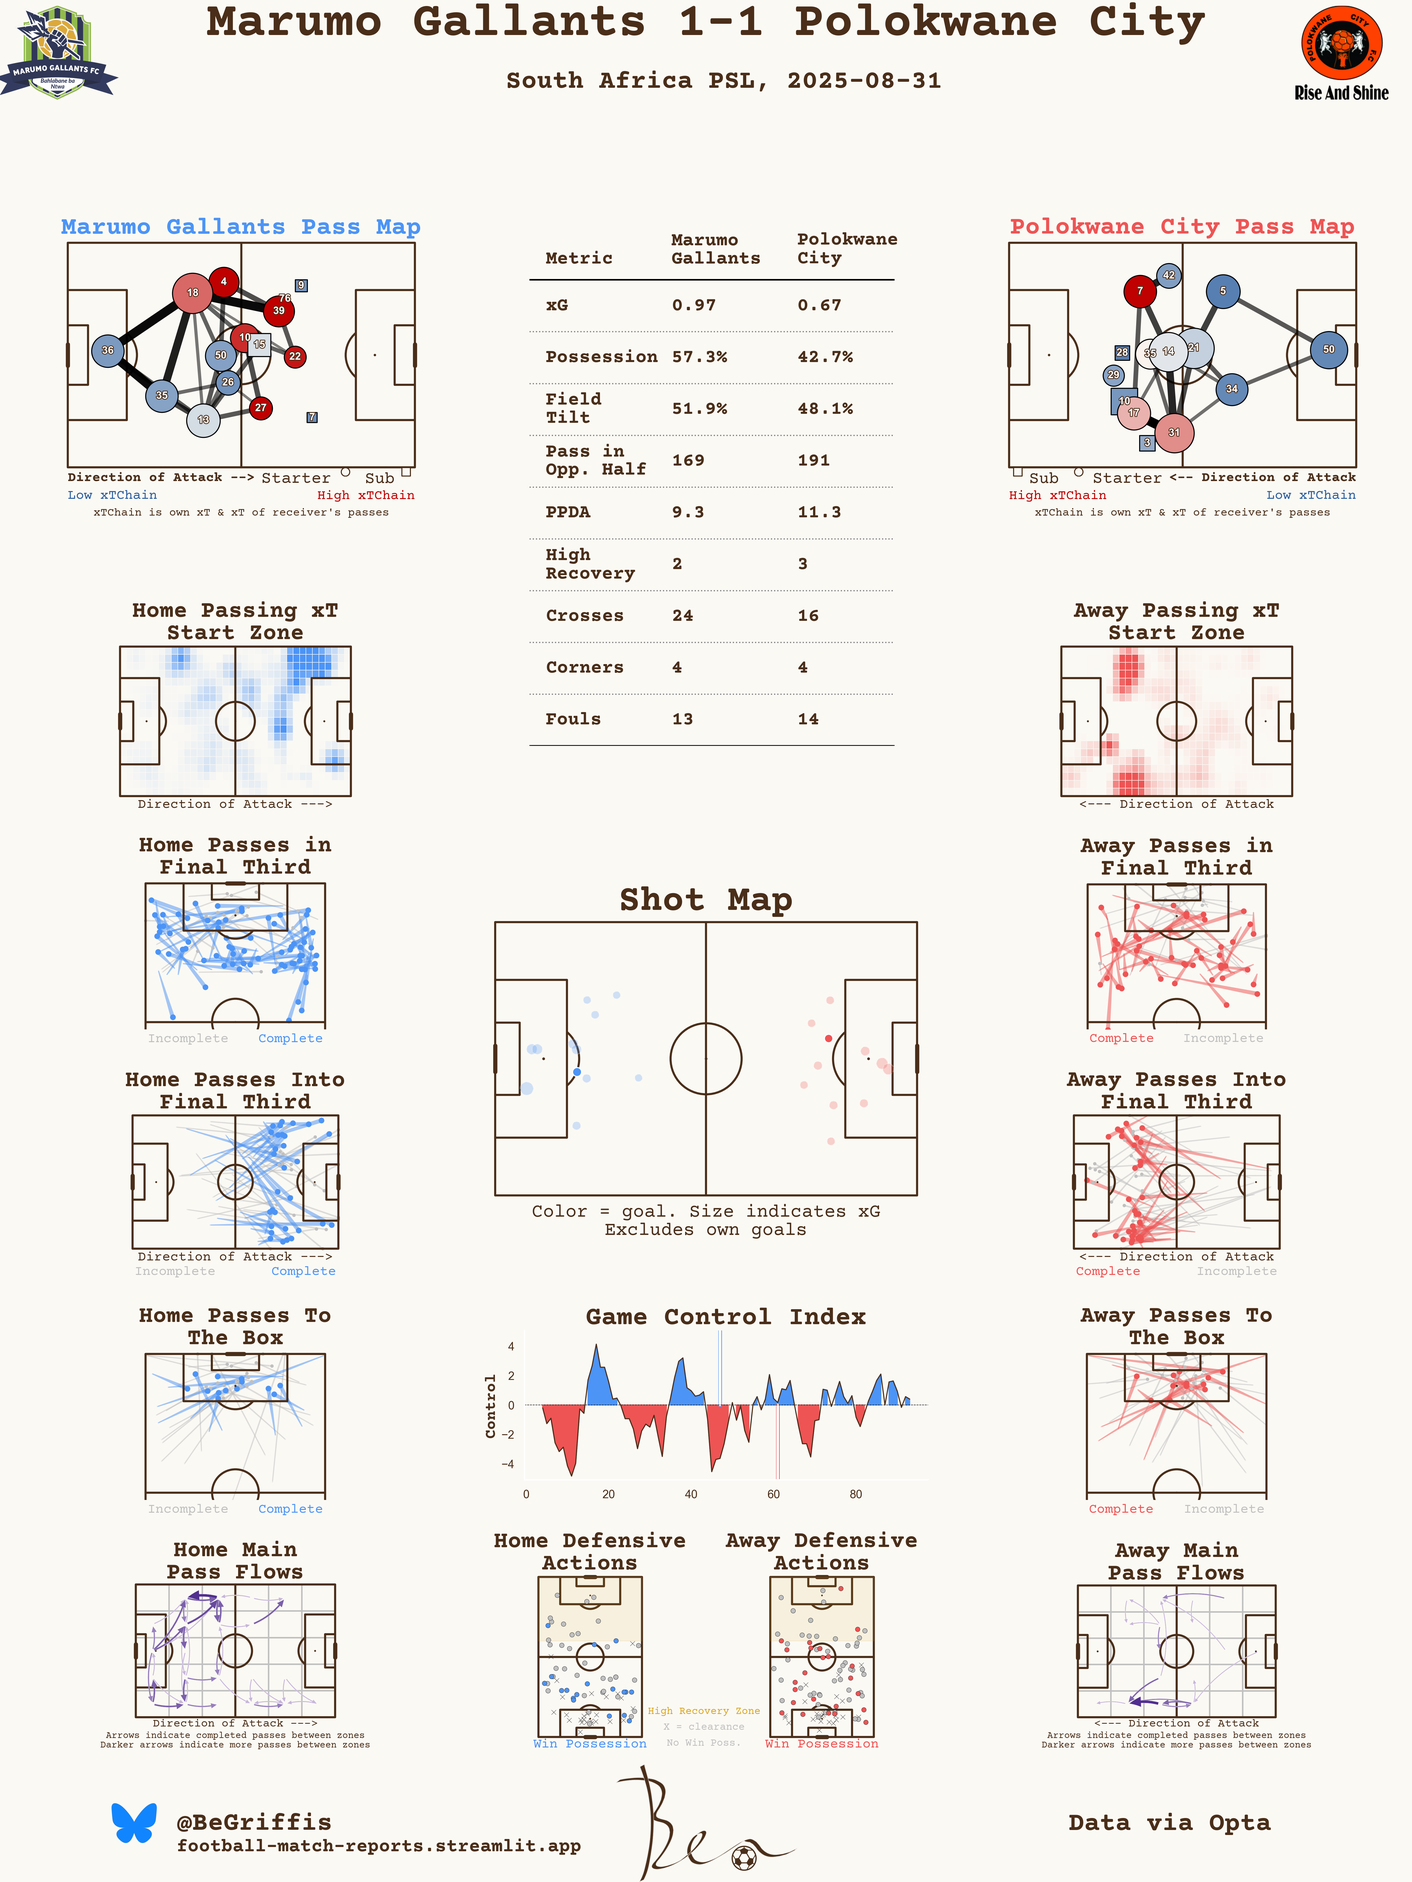 Marumo Gallants 1-1 Polokwane City
South Africa PSL, 2025-08-31
MARUMO GALLANTS FC
Bahlabane ba
Ntwa
POLOKWANE CITY F.C
Rise And Shine
Marumo Gallants Pass Map
4
18
9
76
39
10
15
36
50
22
26
35
27
13
7
Direction of Attack --> Starter Sub
Low xTChain High xTChain
xTChain is own xT & xT of receiver's passes
Metric Marumo Gallants Polokwane City
xG 0.97 0.67
Possession 57.3% 42.7%
Field Tilt 51.9% 48.1%
Pass in Opp. Half 169 191
PPDA 9.3 11.3
High Recovery 2 3
Crosses 24 16
Corners 4 4
Fouls 13 14
Polokwane City Pass Map
42
7
5
28
35
14
21
50
29
34
10
17
31
3
Sub Starter <-- Direction of Attack
High xTChain Low xTChain
xTChain is own xT & xT of receiver's passes
Home Passing xT
Start Zone
Direction of Attack --->
Away Passing xT
Start Zone
<--- Direction of Attack
Home Passes in
Final Third
Incomplete Complete
Away Passes in
Final Third
Complete Incomplete
Shot Map
Color = goal. Size indicates xG
Excludes own goals
Home Passes Into
Final Third
Direction of Attack --->
Incomplete Complete
Away Passes Into
Final Third
<--- Direction of Attack
Complete Incomplete
Home Passes To
The Box
Incomplete Complete
Game Control Index
Control
4
2
0
−2
−4
0 20 40 60 80
Away Passes To
The Box
Complete Incomplete
Home Main
Pass Flows
Direction of Attack --->
Arrows indicate completed passes between zones
Darker arrows indicate more passes between zones
Home Defensive
Actions
Win Possession
High Recovery Zone
X = clearance
No Win Poss.
Away Defensive
Actions
Win Possession
Away Main
Pass Flows
<--- Direction of Attack
Arrows indicate completed passes between zones
Darker arrows indicate more passes between zones
@BeGriffis
football-match-reports.streamlit.app
Ben
Data via Opta